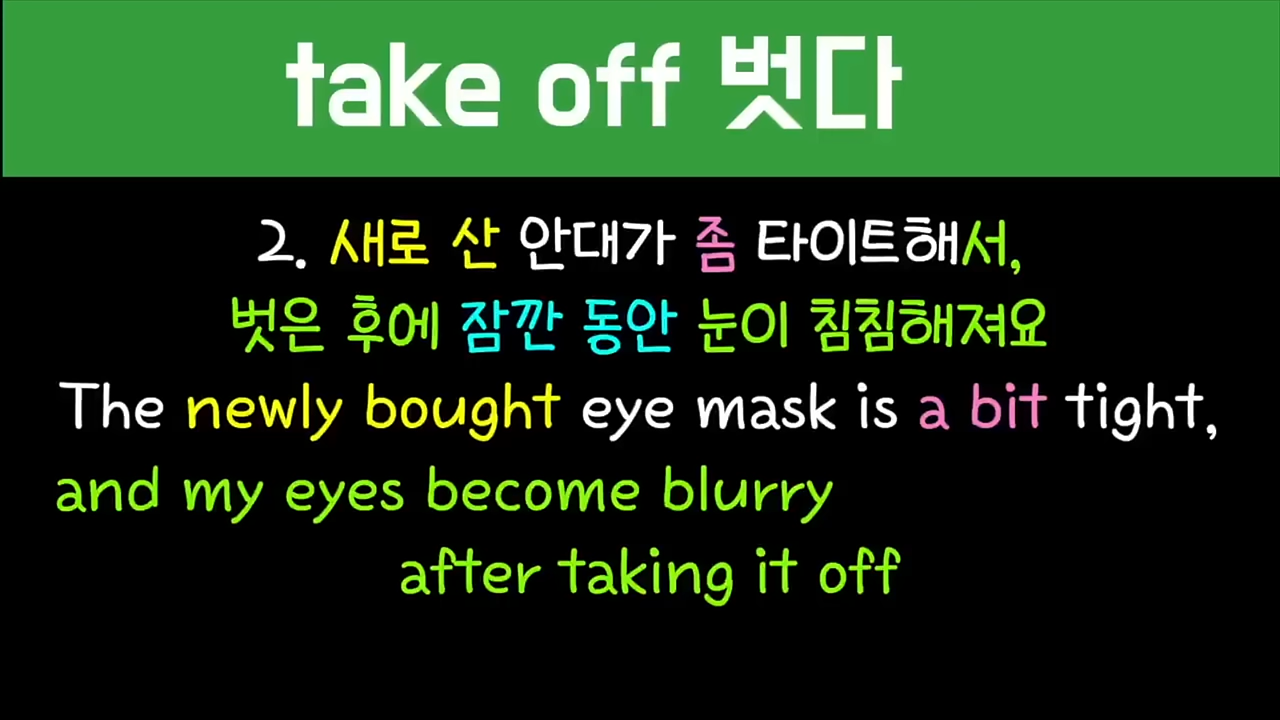 take off 벗다
2. 새로 산 안대가 좀 타이트해서,
벗은 후에 잠깐 동안 눈이 침침해져요
The newly bought eye mask is a bit tight,
and my eyes become blurry
after taking it off